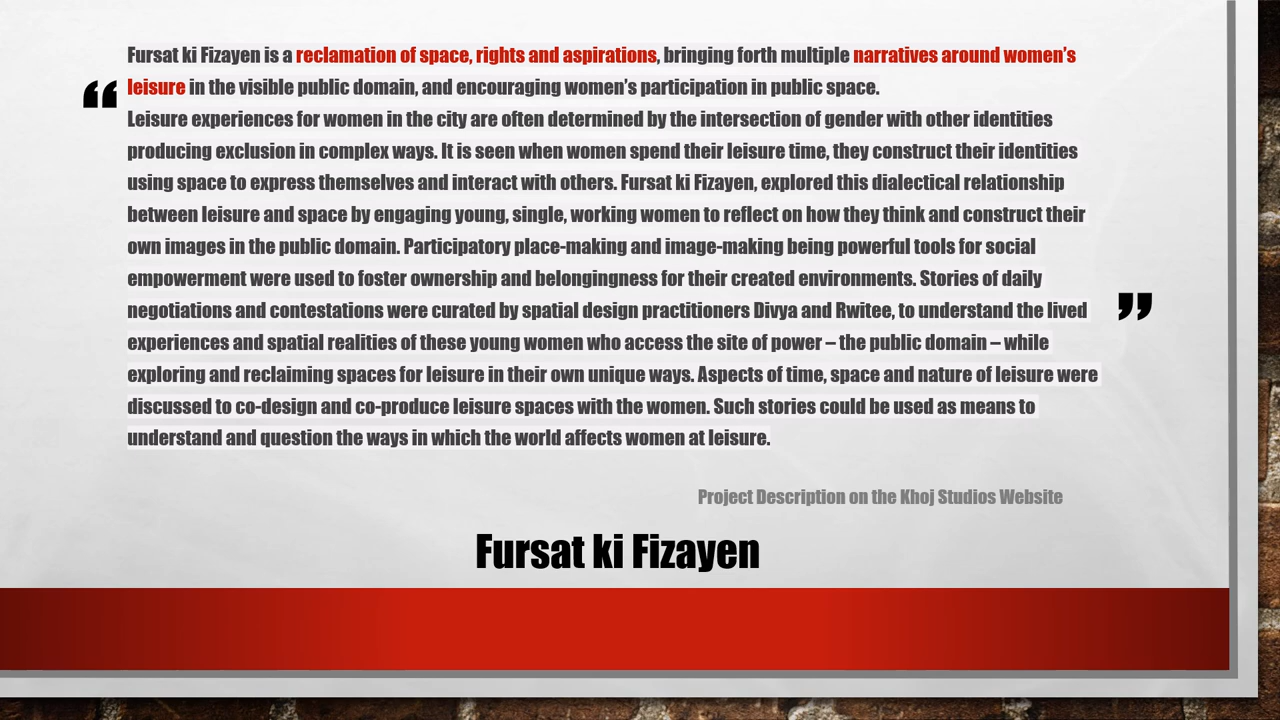 Fursat ki Fizayen is a reclamation of space, rights and aspirations, bringing forth multiple narratives around women’s
“ leisure in the visible public domain, and encouraging women’s participation in public space.
Leisure experiences for women in the city are often determined by the intersection of gender with other identities
producing exclusion in complex ways. It is seen when women spend their leisure time, they construct their identities
using space to express themselves and interact with others. Fursat ki Fizayen, explored this dialectical relationship
between leisure and space by engaging young, single, working women to reflect on how they think and construct their
own images in the public domain. Participatory place-making and image-making being powerful tools for social
empowerment were used to foster ownership and belongingness for their created environments. Stories of daily
negotiations and contestations were curated by spatial design practitioners Divya and Rwitee, to understand the lived ”
experiences and spatial realities of these young women who access the site of power – the public domain – while
exploring and reclaiming spaces for leisure in their own unique ways. Aspects of time, space and nature of leisure were
discussed to co-design and co-produce leisure spaces with the women. Such stories could be used as means to
understand and question the ways in which the world affects women at leisure.
Project Description on the Khoj Studios Website
Fursat ki Fizayen